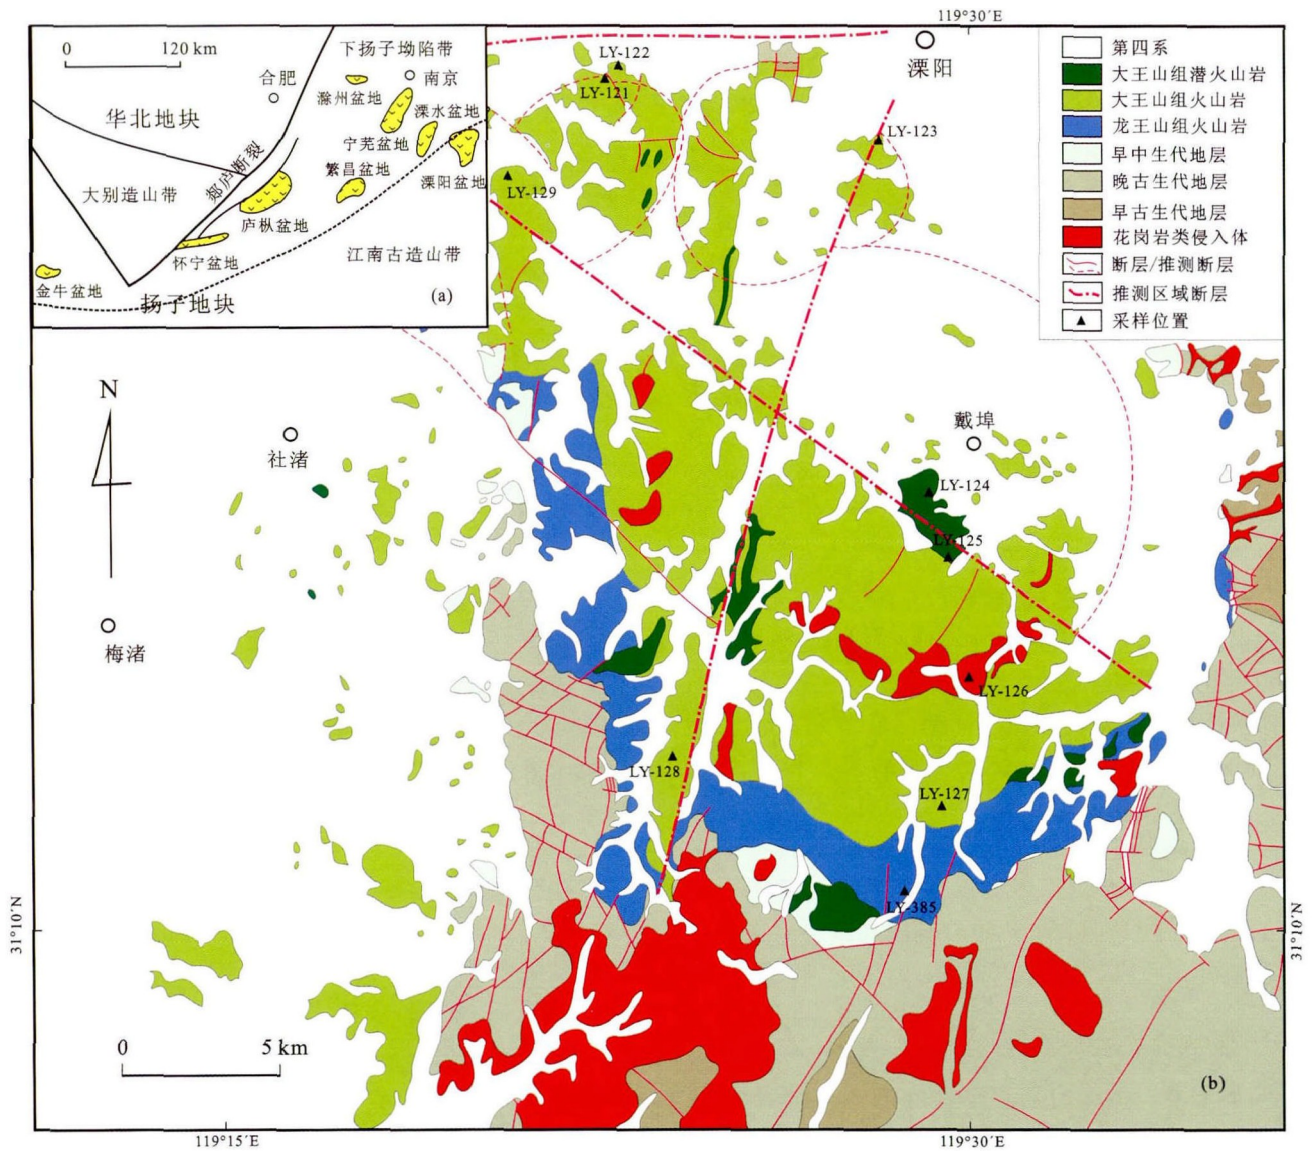 119°30′E
0 120 km
下扬子坳陷带
合肥
南京
滁州盆地
溧水盆地
华北地块
宁芜盆地
郯庐断裂
繁昌盆地
大别造山带
溧阳盆地
庐枞盆地
江南古造山带
怀宁盆地
金牛盆地
扬子地块
(a)
LY-122
LY-121
溧阳
LY-123
LY-129
第四系
大王山组潜火山岩
大王山组火山岩
龙王山组火山岩
早中生代地层
晚古生代地层
早古生代地层
花岗岩类侵入体
断层/推测断层
推测区域断层
采样位置
N
社渚
戴埠
LY-124
LY-125
梅渚
LY-126
LY-128
LY-127
LY-385
31°10′N
31°10′N
0 5 km
(b)
119°15′E
119°30′E